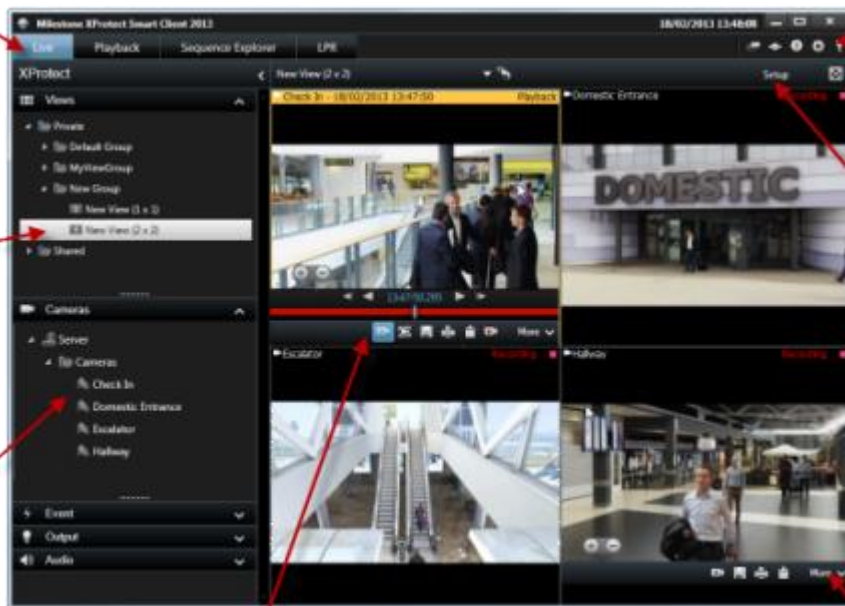 Milestone XProtect Smart Client 2013
18/02/2013 13:48:08
Live Playback Sequence Explorer LPR
XProtect
New View (2 x 2)
Setup
Views
Private
Default Group
MyViewGroup
New Group
New View (1 x 1)
New View (2 x 2)
Shared
Cameras
Server
Cameras
Check In
Domestic Entrance
Escalator
Hallway
Event
Output
Audio
Check In - 18/02/2013 13:47:50 Playback
More
Domestic Entrance Recording
DOMESTIC
Escalator Recording
Hallway Recording
More